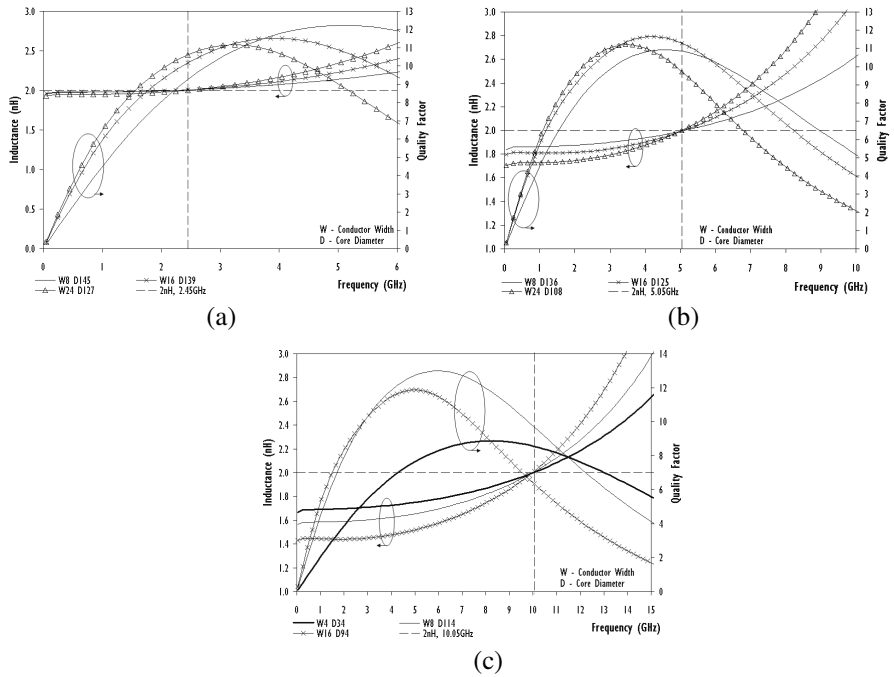 3.0 13
12
2.5 11
10
2.0 9
8
1.5 7
6
1.0 5
4
0.5 3
2
1
0.0 0
Inductance (nH)
Quality Factor
W - Conductor Width
D - Core Diameter
0 1 2 3 4 5 6
Frequency (GHz)
W8 D145 W16 D139
W24 D127 2nH, 2.45GHz
(a)
3.0 13
12
2.8 11
2.6 10
2.4 9
8
2.2 7
2.0 6
1.8 5
1.6 4
1.4 3
2
1.2 1
1.0 0
Inductance (nH)
Quality Factor
W - Conductor Width
D - Core Diameter
0 1 2 3 4 5 6 7 8 9 10
Frequency (GHz)
W8 D136 W16 D125
W24 D108 2nH, 5.05GHz
(b)
3.0 14
2.8 12
2.6
2.4 10
2.2 8
2.0
1.8 6
1.6 4
1.4
1.2 2
1.0 0
Inductance (nH)
Quality Factor
W - Conductor Width
D - Core Diameter
0 1 2 3 4 5 6 7 8 9 10 11 12 13 14 15
Frequency (GHz)
W4 D34 W8 D114
W16 D94 2nH, 10.05GHz
(c)